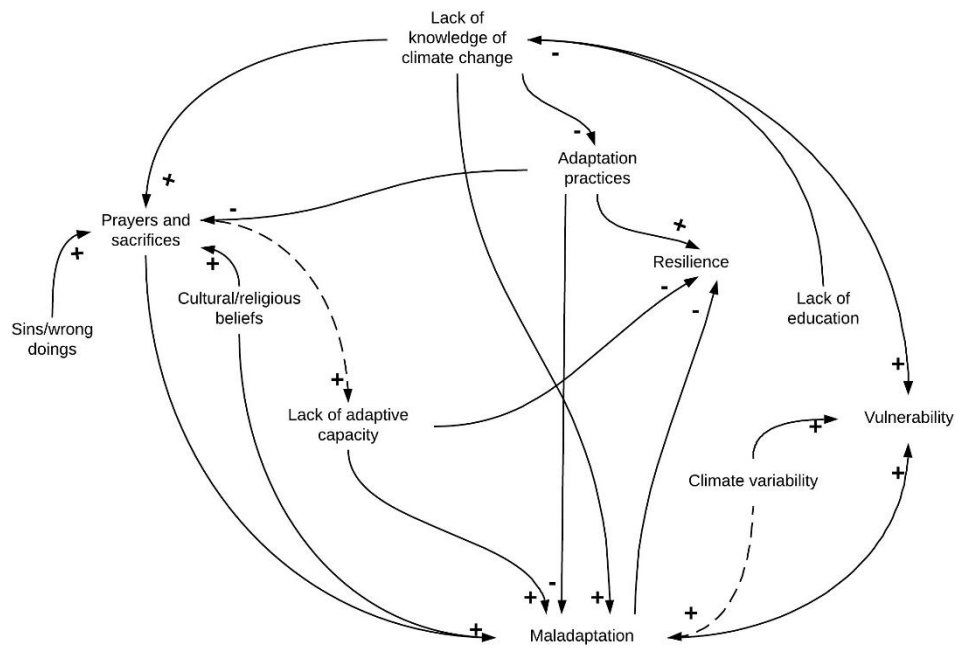 Lack of
knowledge of
climate change
-
-
Adaptation
practices
+
-
Prayers and
sacrifices
+
+
+
Resilience
Cultural/religious
beliefs
-
-
Lack of
education
Sins/wrong
doings
+
+
Lack of adaptive
capacity
Vulnerability
+
+
Climate variability
-
+
+
+
+
Maladaptation